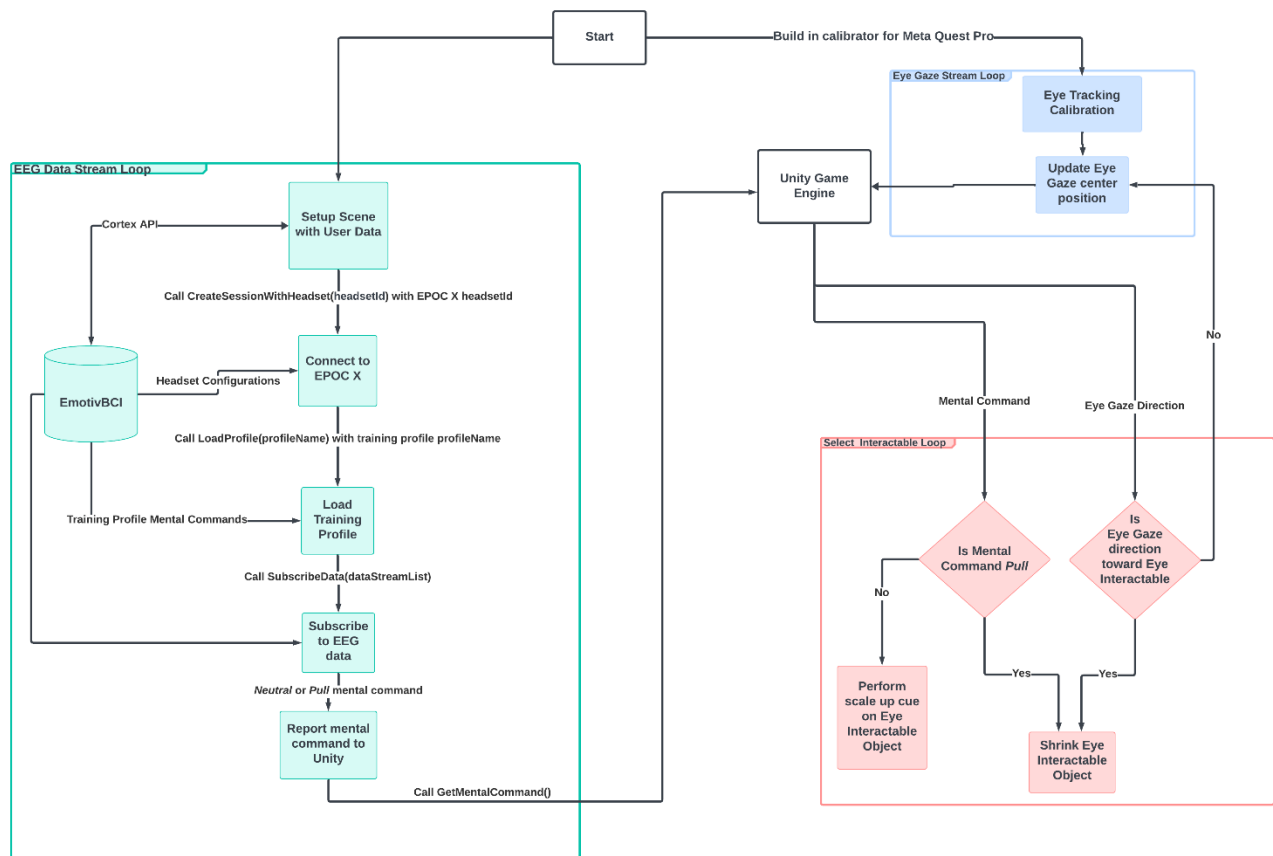 Start
Build in calibrator for Meta Quest Pro
Eye Gaze Stream Loop
Eye Tracking
Calibration
Update Eye
Gaze center
position
Unity Game
Engine
EEG Data Stream Loop
Setup Scene
with User Data
Cortex API
Call CreateSessionWithHeadset(headsetId) with EPOC X headsetId
Connect to
EPOC X
Headset Configurations
EmotivBCI
Call LoadProfile(profileName) with training profile profileName
Load
Training
Profile
Training Profile Mental Commands
Call SubscribeData(dataStreamList)
Subscribe
to EEG
data
Neutral or Pull mental command
Report mental
command to
Unity
Call GetMentalCommand()
No
Mental Command
Eye Gaze Direction
Select Interactable Loop
Is Mental
Command Pull
Is
Eye Gaze
direction
toward Eye
Interactable
No
Yes
Yes
Perform
scale up cue
on Eye
Interactable
Object
Shrink Eye
Interactable
Object